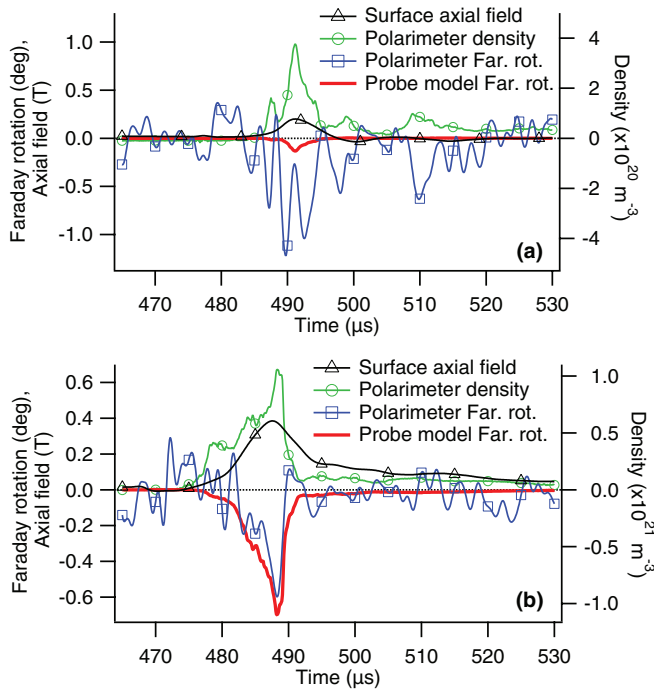 Surface axial field
Polarimeter density
Polarimeter Far. rot.
Probe model Far. rot.
Faraday rotation (deg),
Axial field (T)
1.0
0.5
0.0
-0.5
-1.0
4
2
0
-2
-4
Density (x10²⁰ m⁻³)
(a)
470 480 490 500 510 520 530
Time (µs)
Surface axial field
Polarimeter density
Polarimeter Far. rot.
Probe model Far. rot.
Faraday rotation (deg),
Axial field (T)
0.6
0.4
0.2
0.0
-0.2
-0.4
-0.6
1.0
0.5
0.0
-0.5
-1.0
Density (x10²¹ m⁻³)
(b)
470 480 490 500 510 520 530
Time (µs)